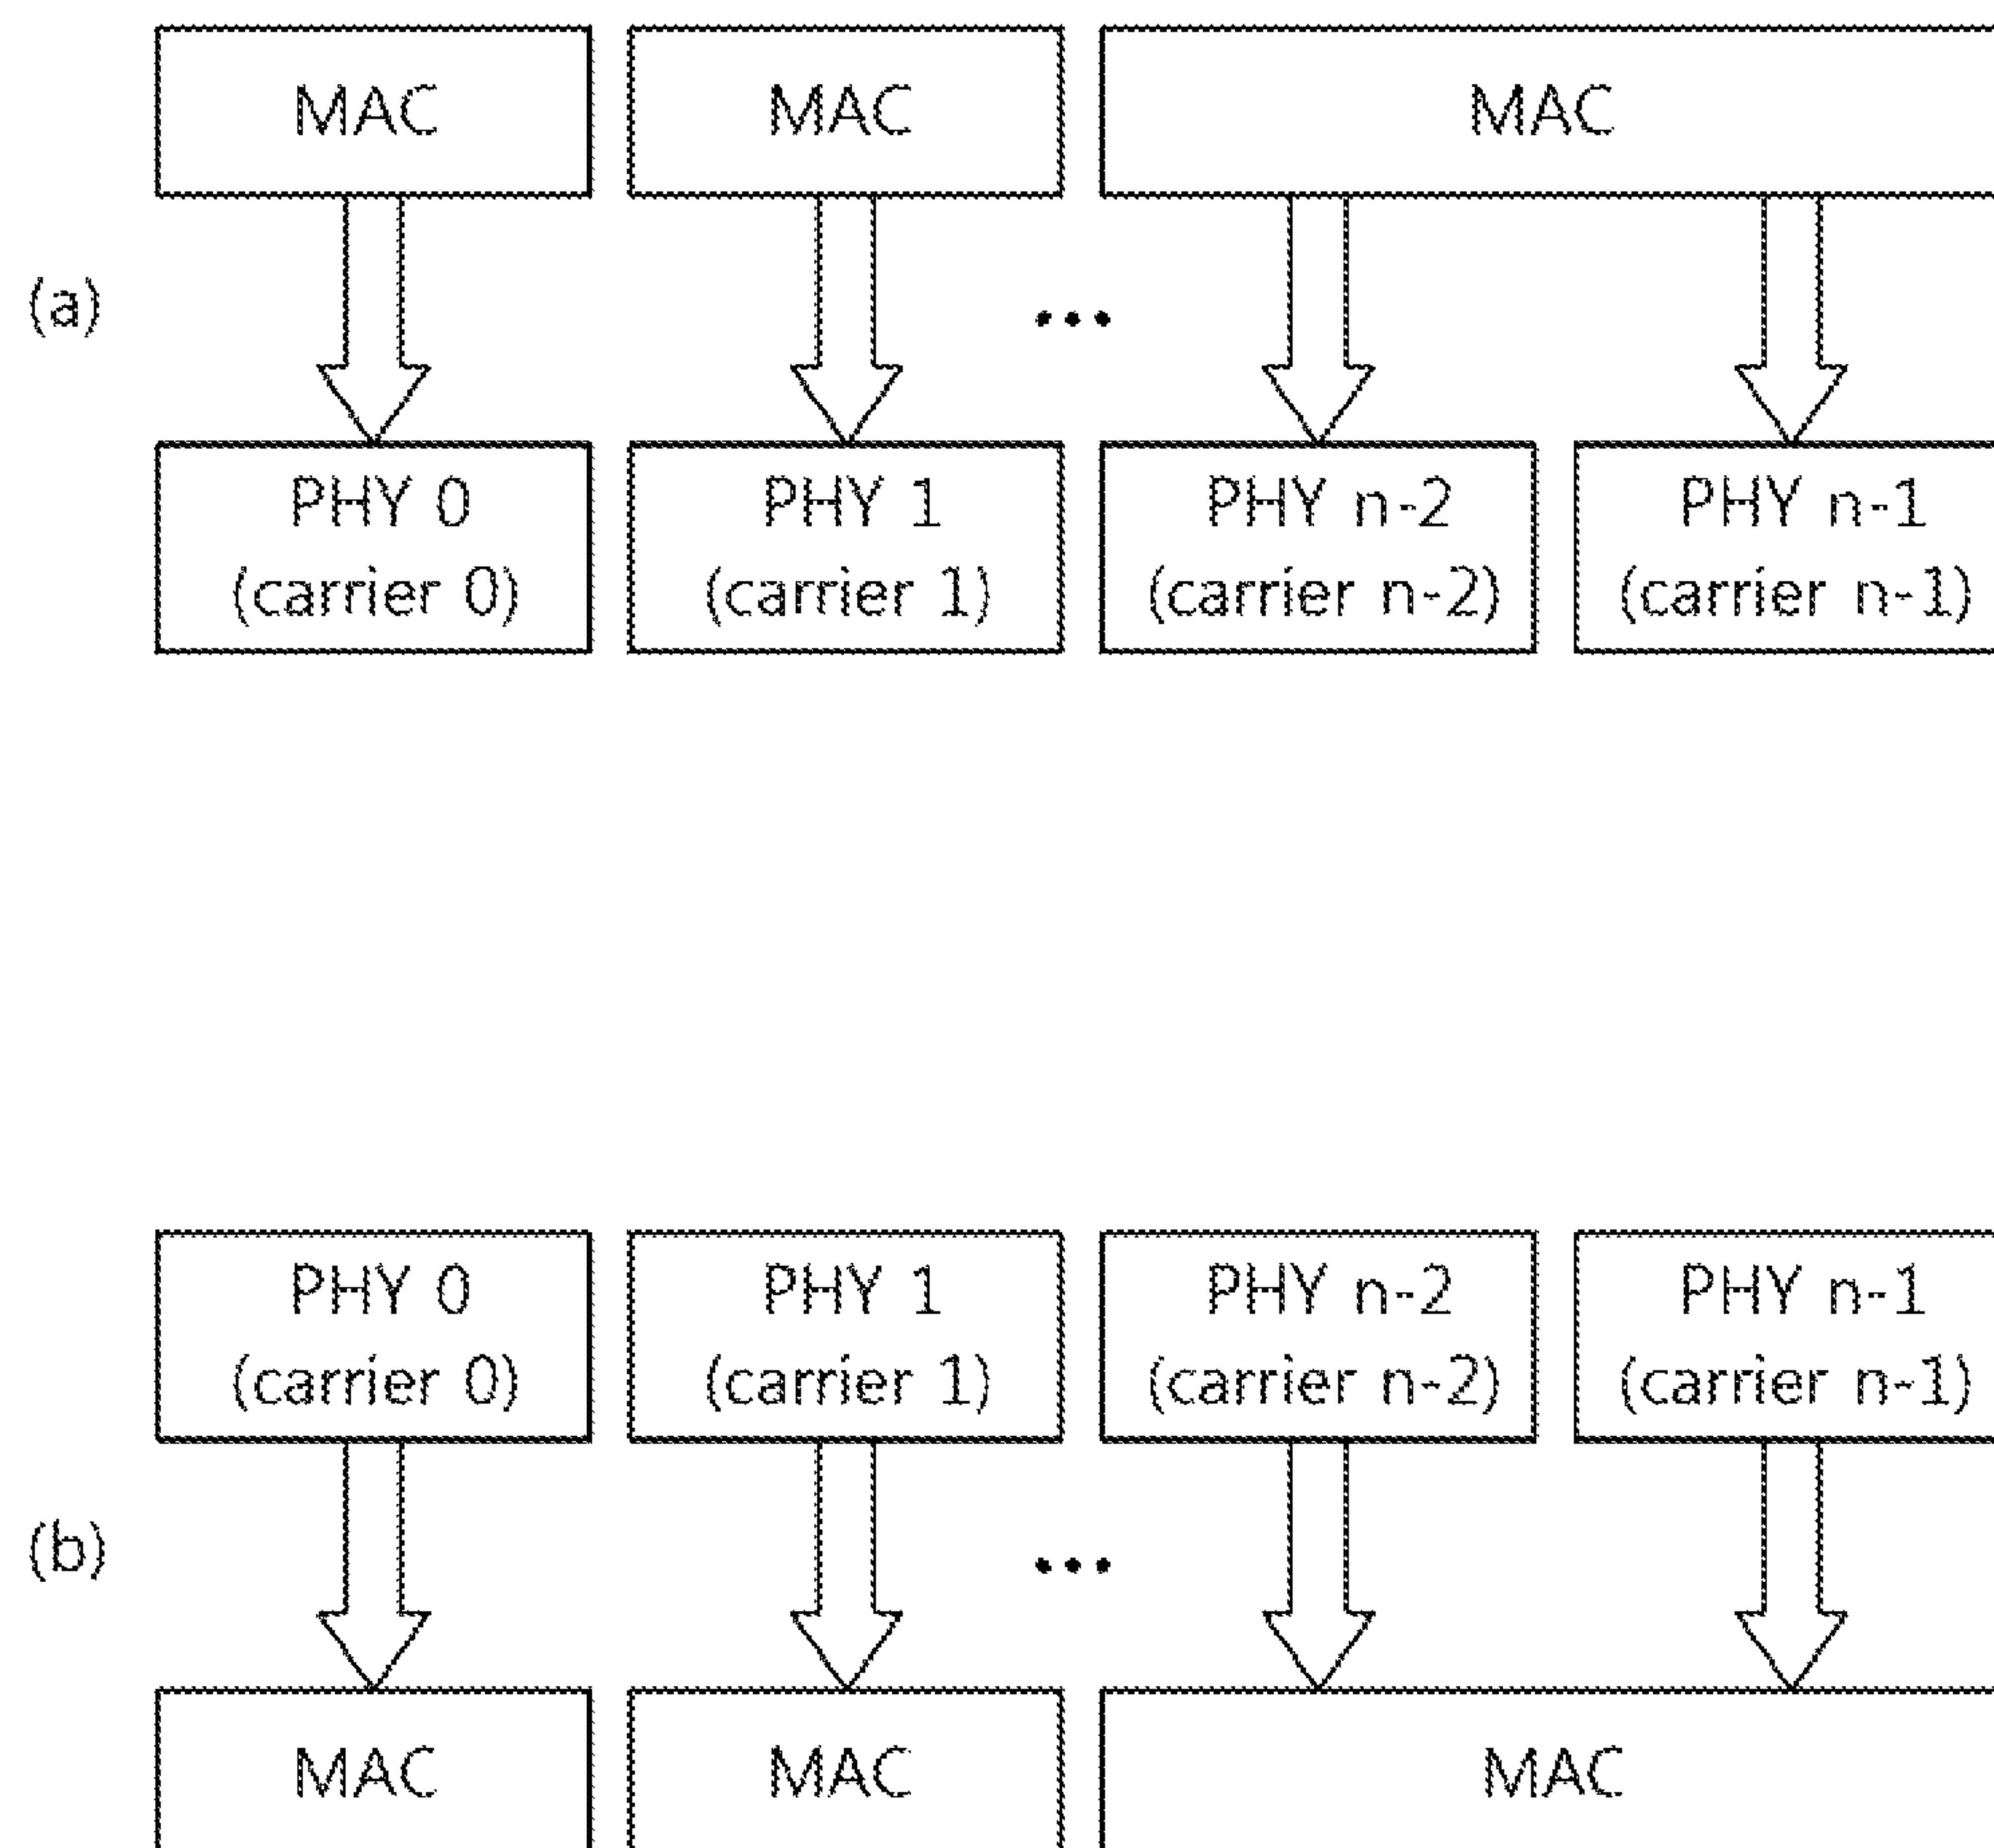 MAC MAC MAC
(a)
...
PHY 0 PHY 1 PHY n-2 PHY n-1
(carrier 0) (carrier 1) (carrier n-2) (carrier n-1)
PHY 0 PHY 1 PHY n-2 PHY n-1
(carrier 0) (carrier 1) (carrier n-2) (carrier n-1)
(b)
...
MAC MAC MAC